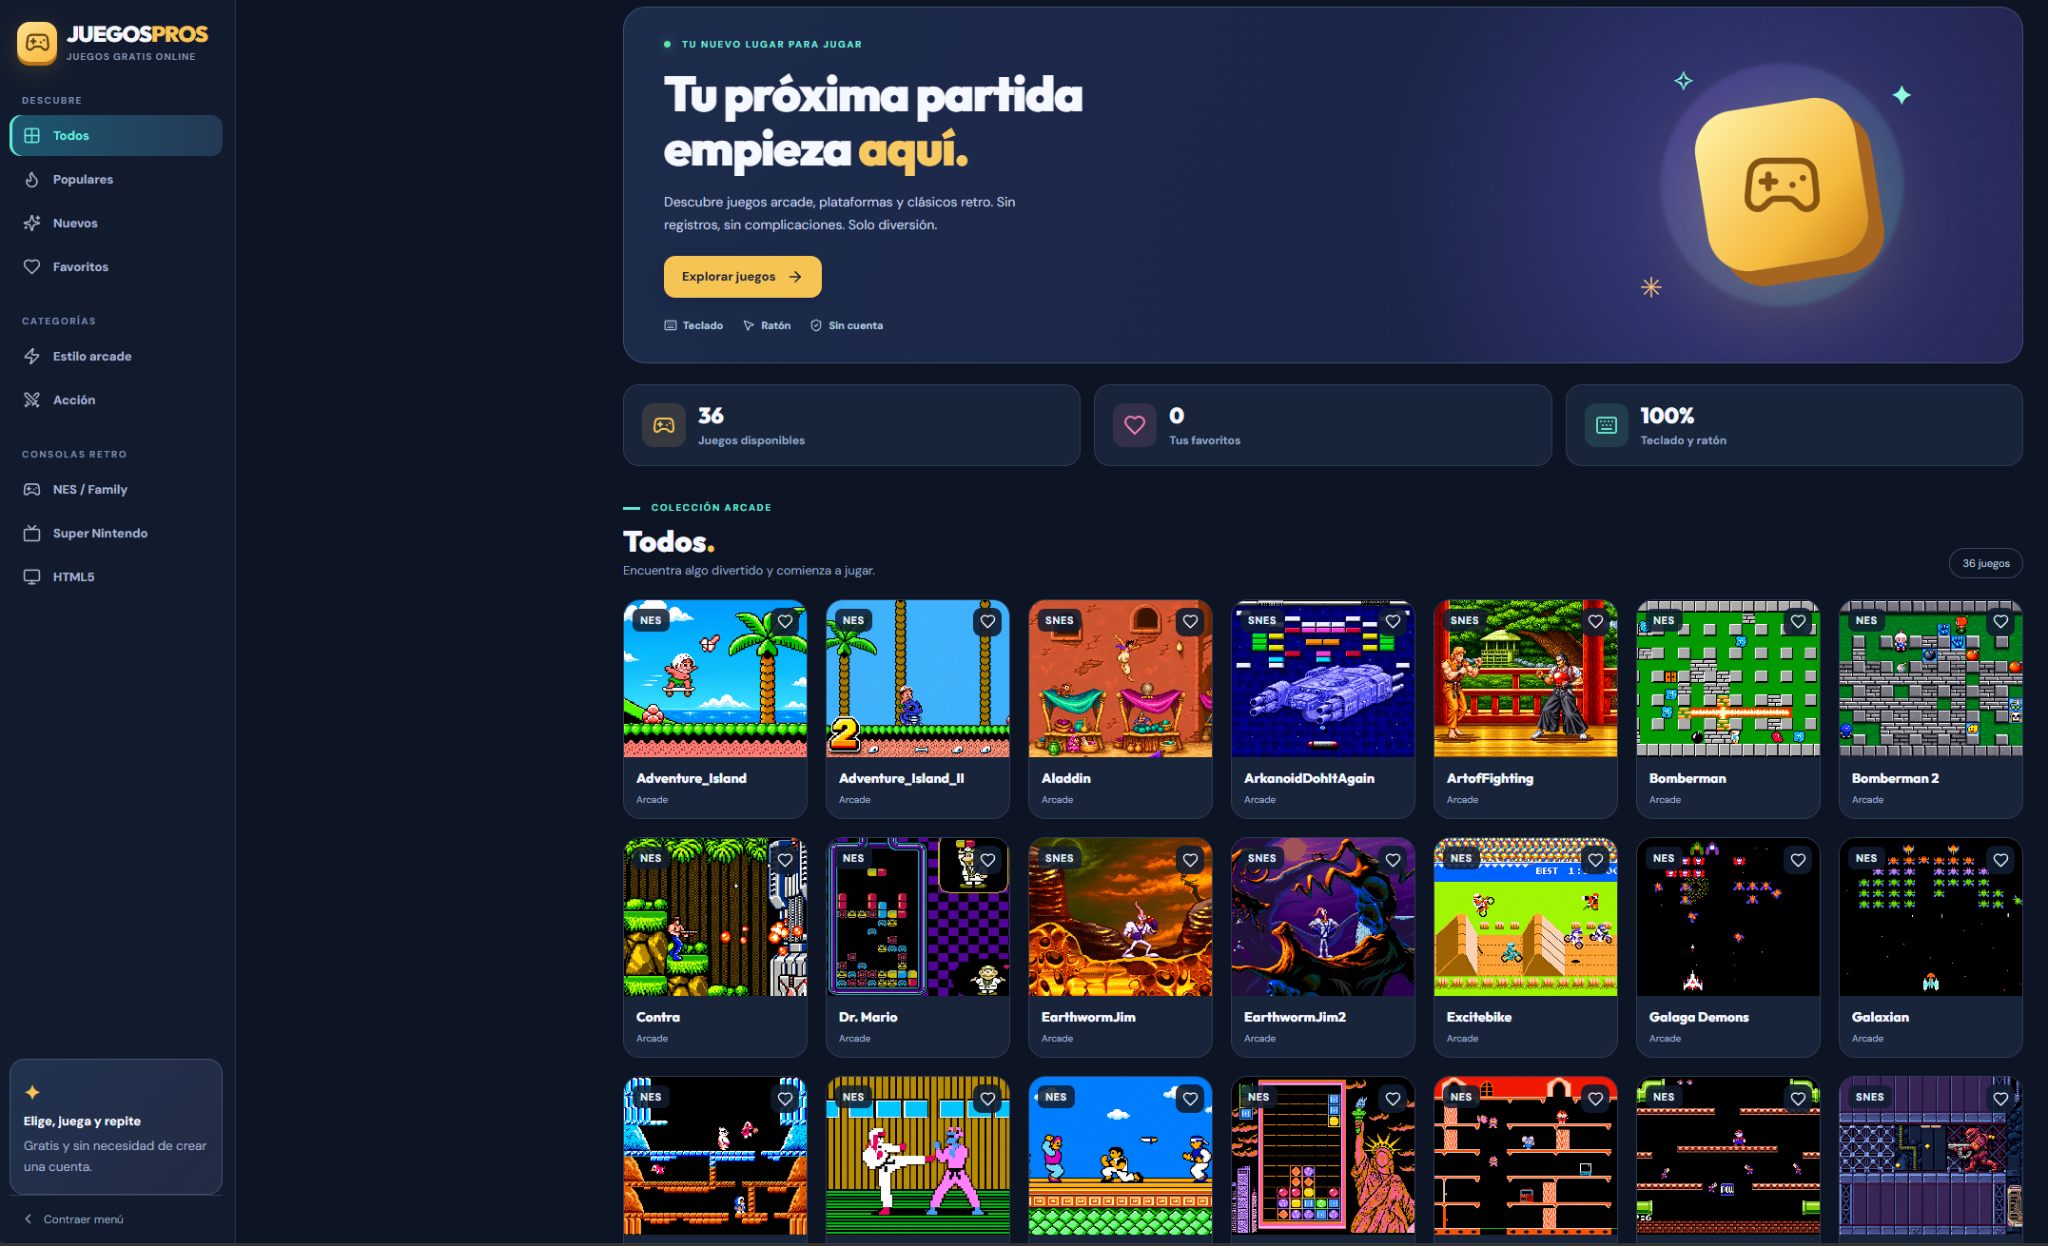 JUEGOSPROS
JUEGOS GRATIS ONLINE
DESCUBRE
Todos
Populares
Nuevos
Favoritos
CATEGORÍAS
Estilo arcade
Acción
CONSOLAS RETRO
NES / Family
Super Nintendo
HTML5
Elige, juega y repite
Gratis y sin necesidad de crear
una cuenta.
Contraer menú
TU NUEVO LUGAR PARA JUGAR
Tu próxima partida
empieza aquí.
Descubre juegos arcade, plataformas y clásicos retro. Sin
registros, sin complicaciones. Solo diversión.
Explorar juegos
Teclado Ratón Sin cuenta
36
Juegos disponibles
0
Tus favoritos
100%
Teclado y ratón
COLECCIÓN ARCADE
Todos.
Encuentra algo divertido y comienza a jugar.
36 juegos
NES NES SNES SNES SNES NES NES
2
Adventure_Island Adventure_Island_II Aladdin ArkanoidDohItAgain ArtofFighting Bomberman Bomberman 2
Arcade Arcade Arcade Arcade Arcade Arcade Arcade
NES NES SNES SNES NES NES NES
BEST 1:
Contra Dr. Mario EarthwormJim EarthwormJim2 Excitebike Galaga Demons Galaxian
Arcade Arcade Arcade Arcade Arcade Arcade Arcade
NES NES NES NES NES NES SNES
POW